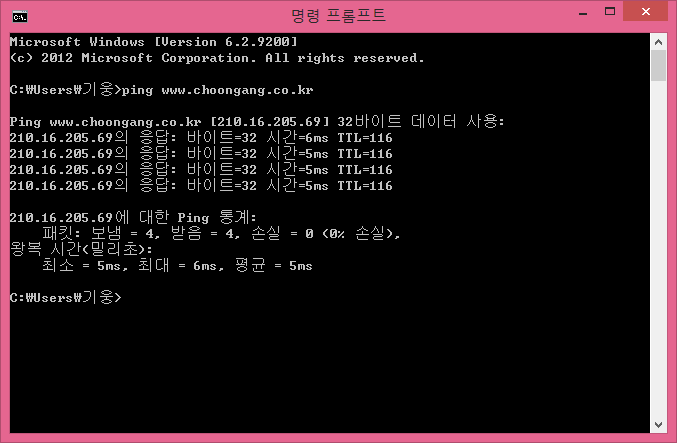 명령 프롬프트
Microsoft Windows [Version 6.2.9200]
(c) 2012 Microsoft Corporation. All rights reserved.
C:₩Users₩기웅>ping www.choongang.co.kr
Ping www.choongang.co.kr [210.16.205.69] 32바이트 데이터 사용:
210.16.205.69의 응답: 바이트=32 시간=6ms TTL=116
210.16.205.69의 응답: 바이트=32 시간=5ms TTL=116
210.16.205.69의 응답: 바이트=32 시간=5ms TTL=116
210.16.205.69의 응답: 바이트=32 시간=5ms TTL=116
210.16.205.69에 대한 Ping 통계:
패킷: 보냄 = 4, 받음 = 4, 손실 = 0 (0% 손실),
왕복 시간(밀리초):
최소 = 5ms, 최대 = 6ms, 평균 = 5ms
C:₩Users₩기웅>